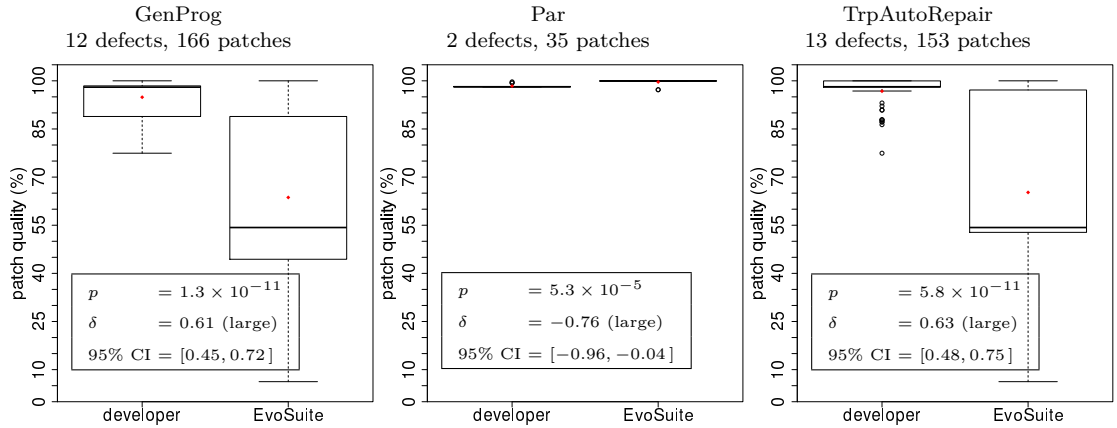 GenProg
12 defects, 166 patches
patch quality (%)
100
85
70
55
40
25
10
0
p = 1.3 × 10⁻¹¹
δ = 0.61 (large)
95% CI = [0.45, 0.72]
developer EvoSuite
Par
2 defects, 35 patches
patch quality (%)
100
85
70
55
40
25
10
0
p = 5.3 × 10⁻⁵
δ = −0.76 (large)
95% CI = [−0.96, −0.04]
developer EvoSuite
TrpAutoRepair
13 defects, 153 patches
patch quality (%)
100
85
70
55
40
25
10
0
p = 5.8 × 10⁻¹¹
δ = 0.63 (large)
95% CI = [0.48, 0.75]
developer EvoSuite